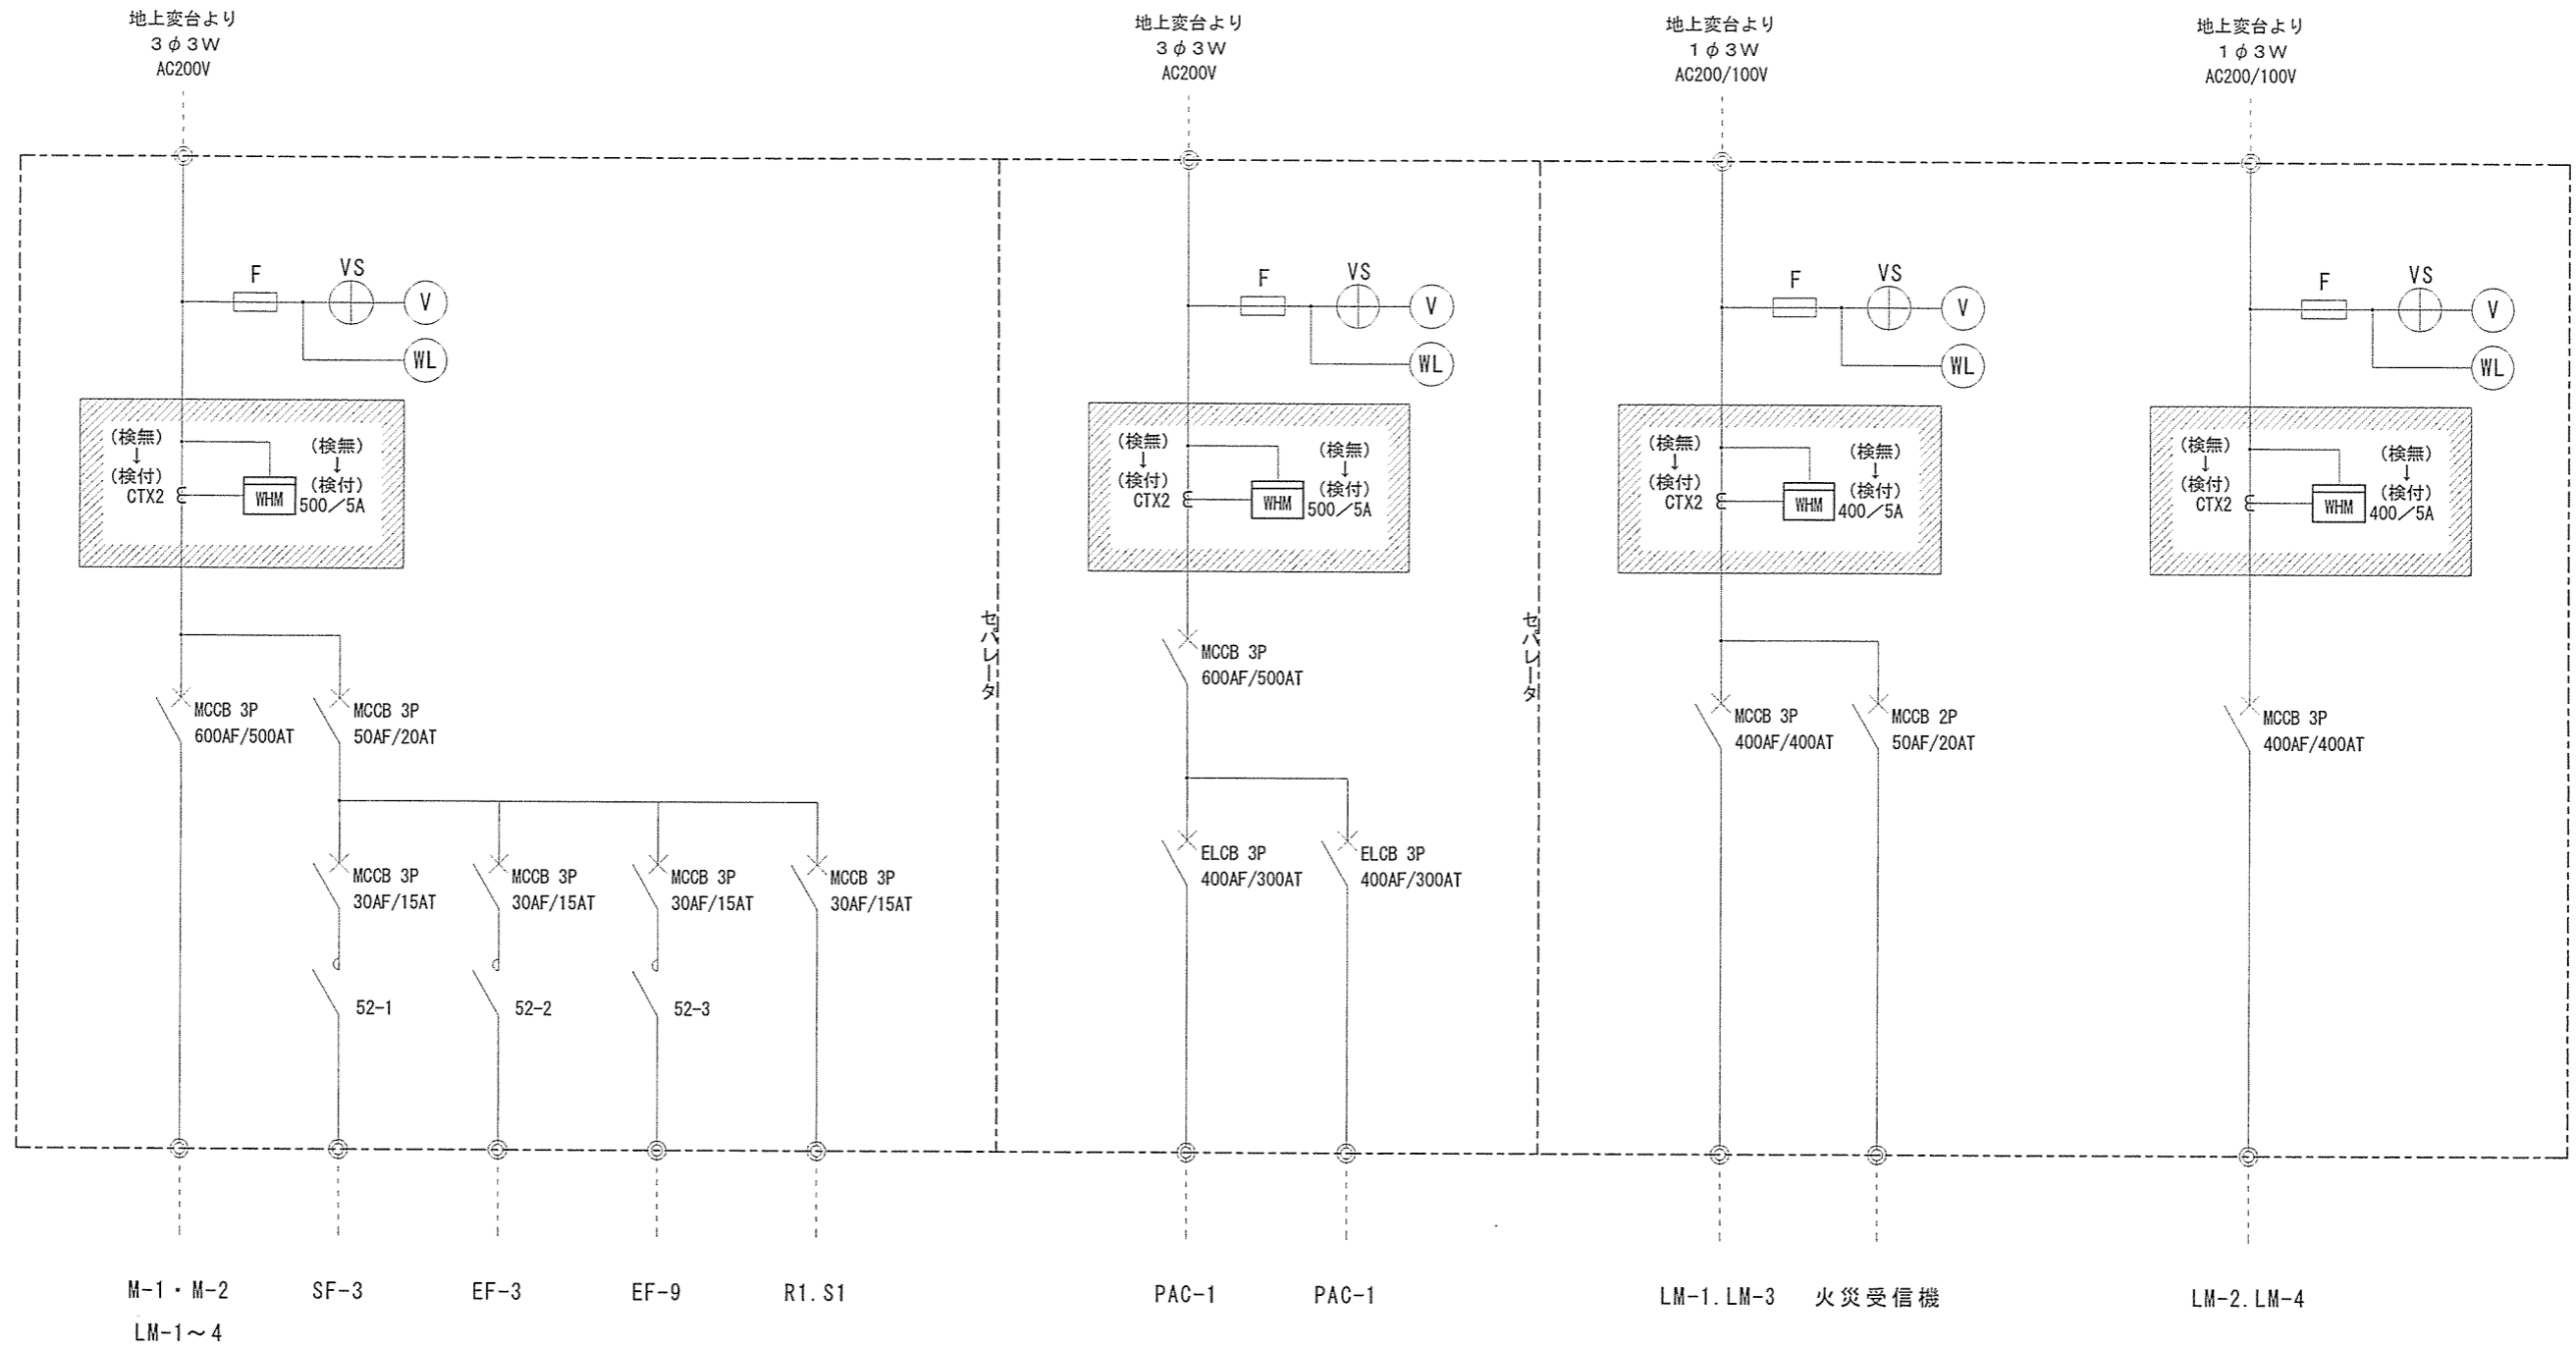 地上変台より
3φ3W
AC200V
地上変台より
3φ3W
AC200V
地上変台より
1φ3W
AC200/100V
地上変台より
1φ3W
AC200/100V
F
VS
V
WL
F
VS
V
WL
F
VS
V
WL
F
VS
V
WL
(検無)
↓
(検付)
CTX2
WHM
(検無)
↓
(検付)
500/5A
(検無)
↓
(検付)
CTX2
WHM
(検無)
↓
(検付)
500/5A
(検無)
↓
(検付)
CTX2
WHM
(検無)
↓
(検付)
400/5A
(検無)
↓
(検付)
CTX2
WHM
(検無)
↓
(検付)
400/5A
セパレータ
セパレータ
MCCB 3P
600AF/500AT
MCCB 3P
50AF/20AT
MCCB 3P
600AF/500AT
MCCB 3P
400AF/400AT
MCCB 2P
50AF/20AT
MCCB 3P
400AF/400AT
MCCB 3P
30AF/15AT
MCCB 3P
30AF/15AT
MCCB 3P
30AF/15AT
MCCB 3P
30AF/15AT
ELCB 3P
400AF/300AT
ELCB 3P
400AF/300AT
52-1
52-2
52-3
M-1・M-2
LM-1～4
SF-3
EF-3
EF-9
R1.S1
PAC-1
PAC-1
LM-1.LM-3
火災受信機
LM-2.LM-4